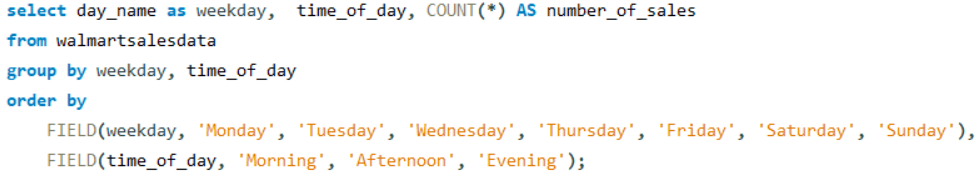 select day_name as weekday,  time_of_day, COUNT(*) AS number_of_sales
from walmartsalesdata
group by weekday, time_of_day
order by
    FIELD(weekday, 'Monday', 'Tuesday', 'Wednesday', 'Thursday', 'Friday', 'Saturday', 'Sunday'),
    FIELD(time_of_day, 'Morning', 'Afternoon', 'Evening');